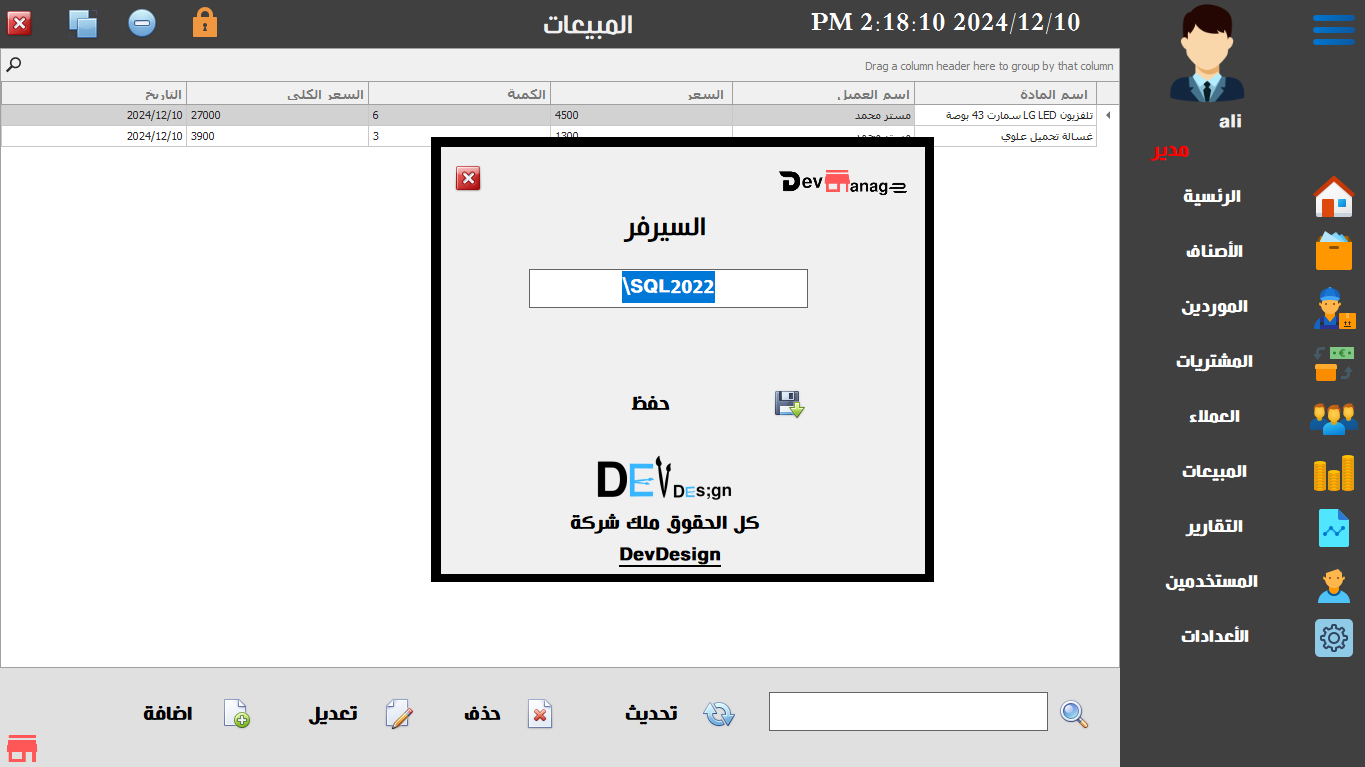 المبيعات
PM 2:18:10 2024/12/10
Drag a column header here to group by that column
اسم المادة اسم العميل السعر الكمية السعر الكلي التاريخ
تلفزيون LG LED سمارت 43 بوصة مستر محمد 4500 6 27000 2024/12/10
غسالة تحميل علوي مستر محمد 1300 3 3900 2024/12/10
DevManage
السيرفر
\SQL2022
حفظ
DEV DEs;gn
كل الحقوق ملك شركة
DevDesign
ali
مدير
الرئسية
الأصناف
الموردين
المشتريات
العملاء
المبيعات
التقارير
المستخدمين
الأعدادات
تحديث حذف تعديل اضافة